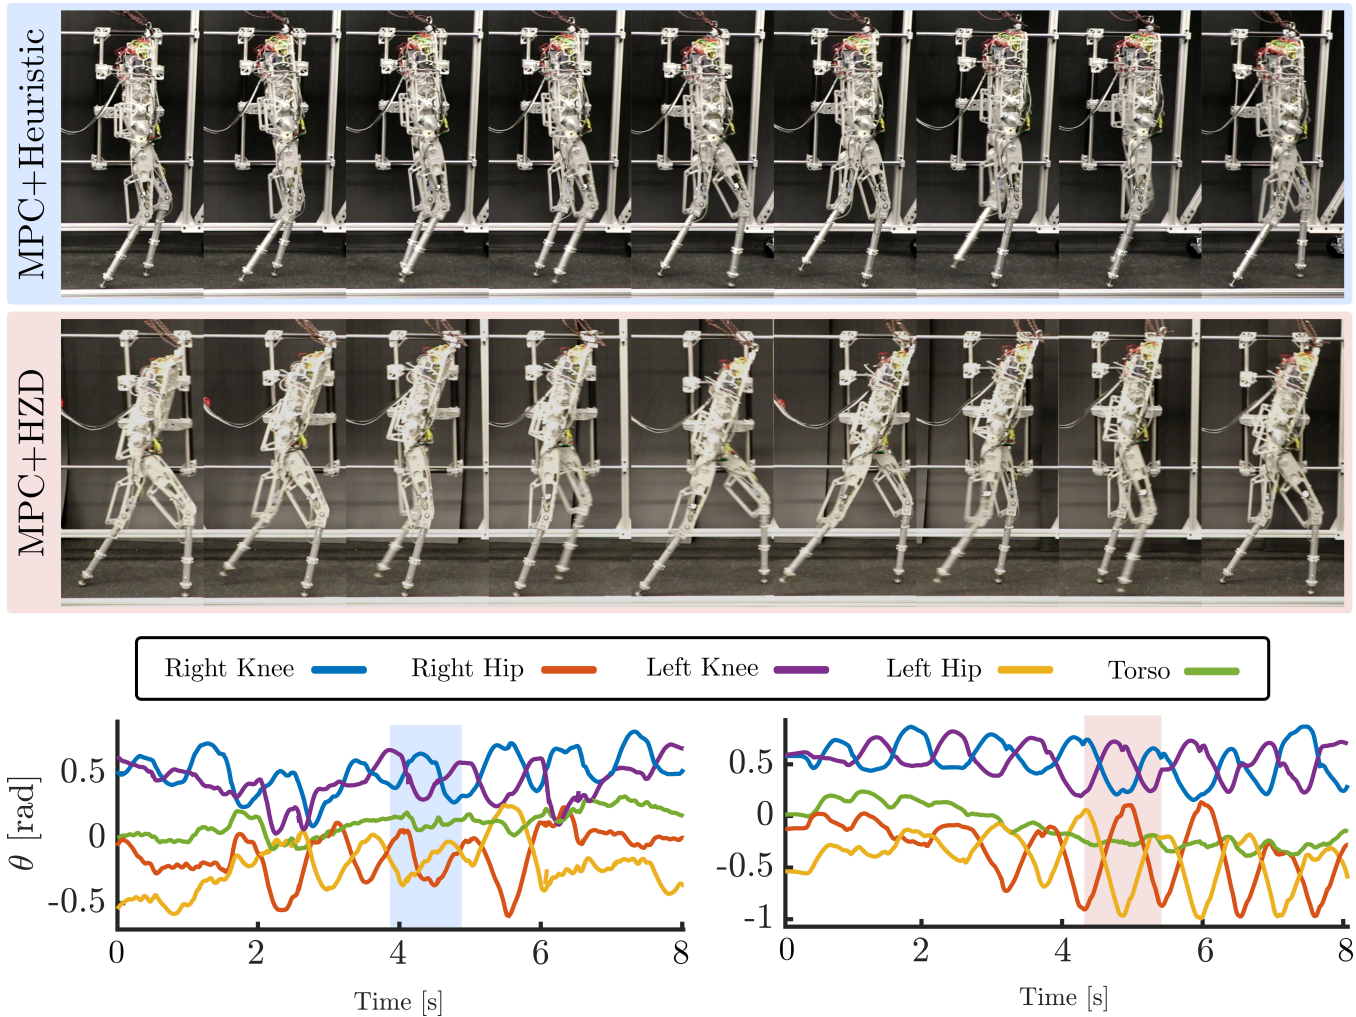 MPC+Heuristic
MPC+HZD
Right Knee Right Hip Left Knee Left Hip Torso
θ [rad]
0.5
0
-0.5
0 2 4 6 8
Time [s]
0.5
0
-0.5
-1
0 2 4 6 8
Time [s]